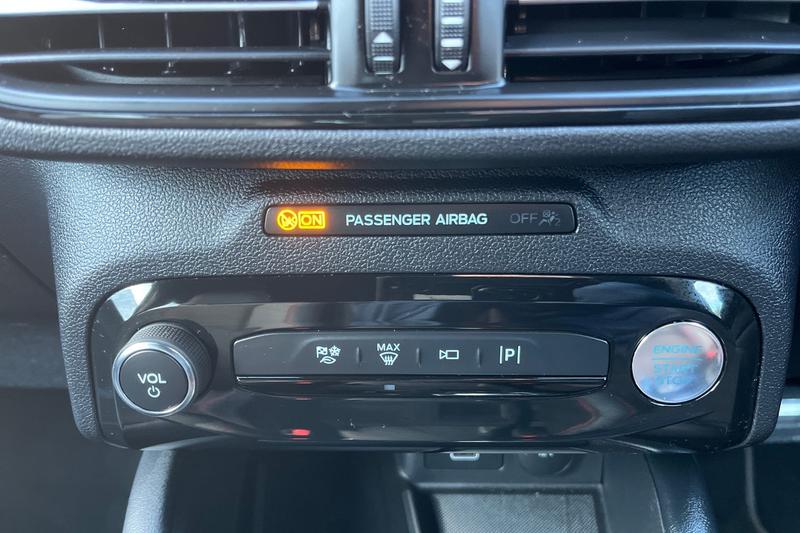 ON PASSENGER AIRBAG OFF
VOL
MAX
P
ENGINE
START
STOP